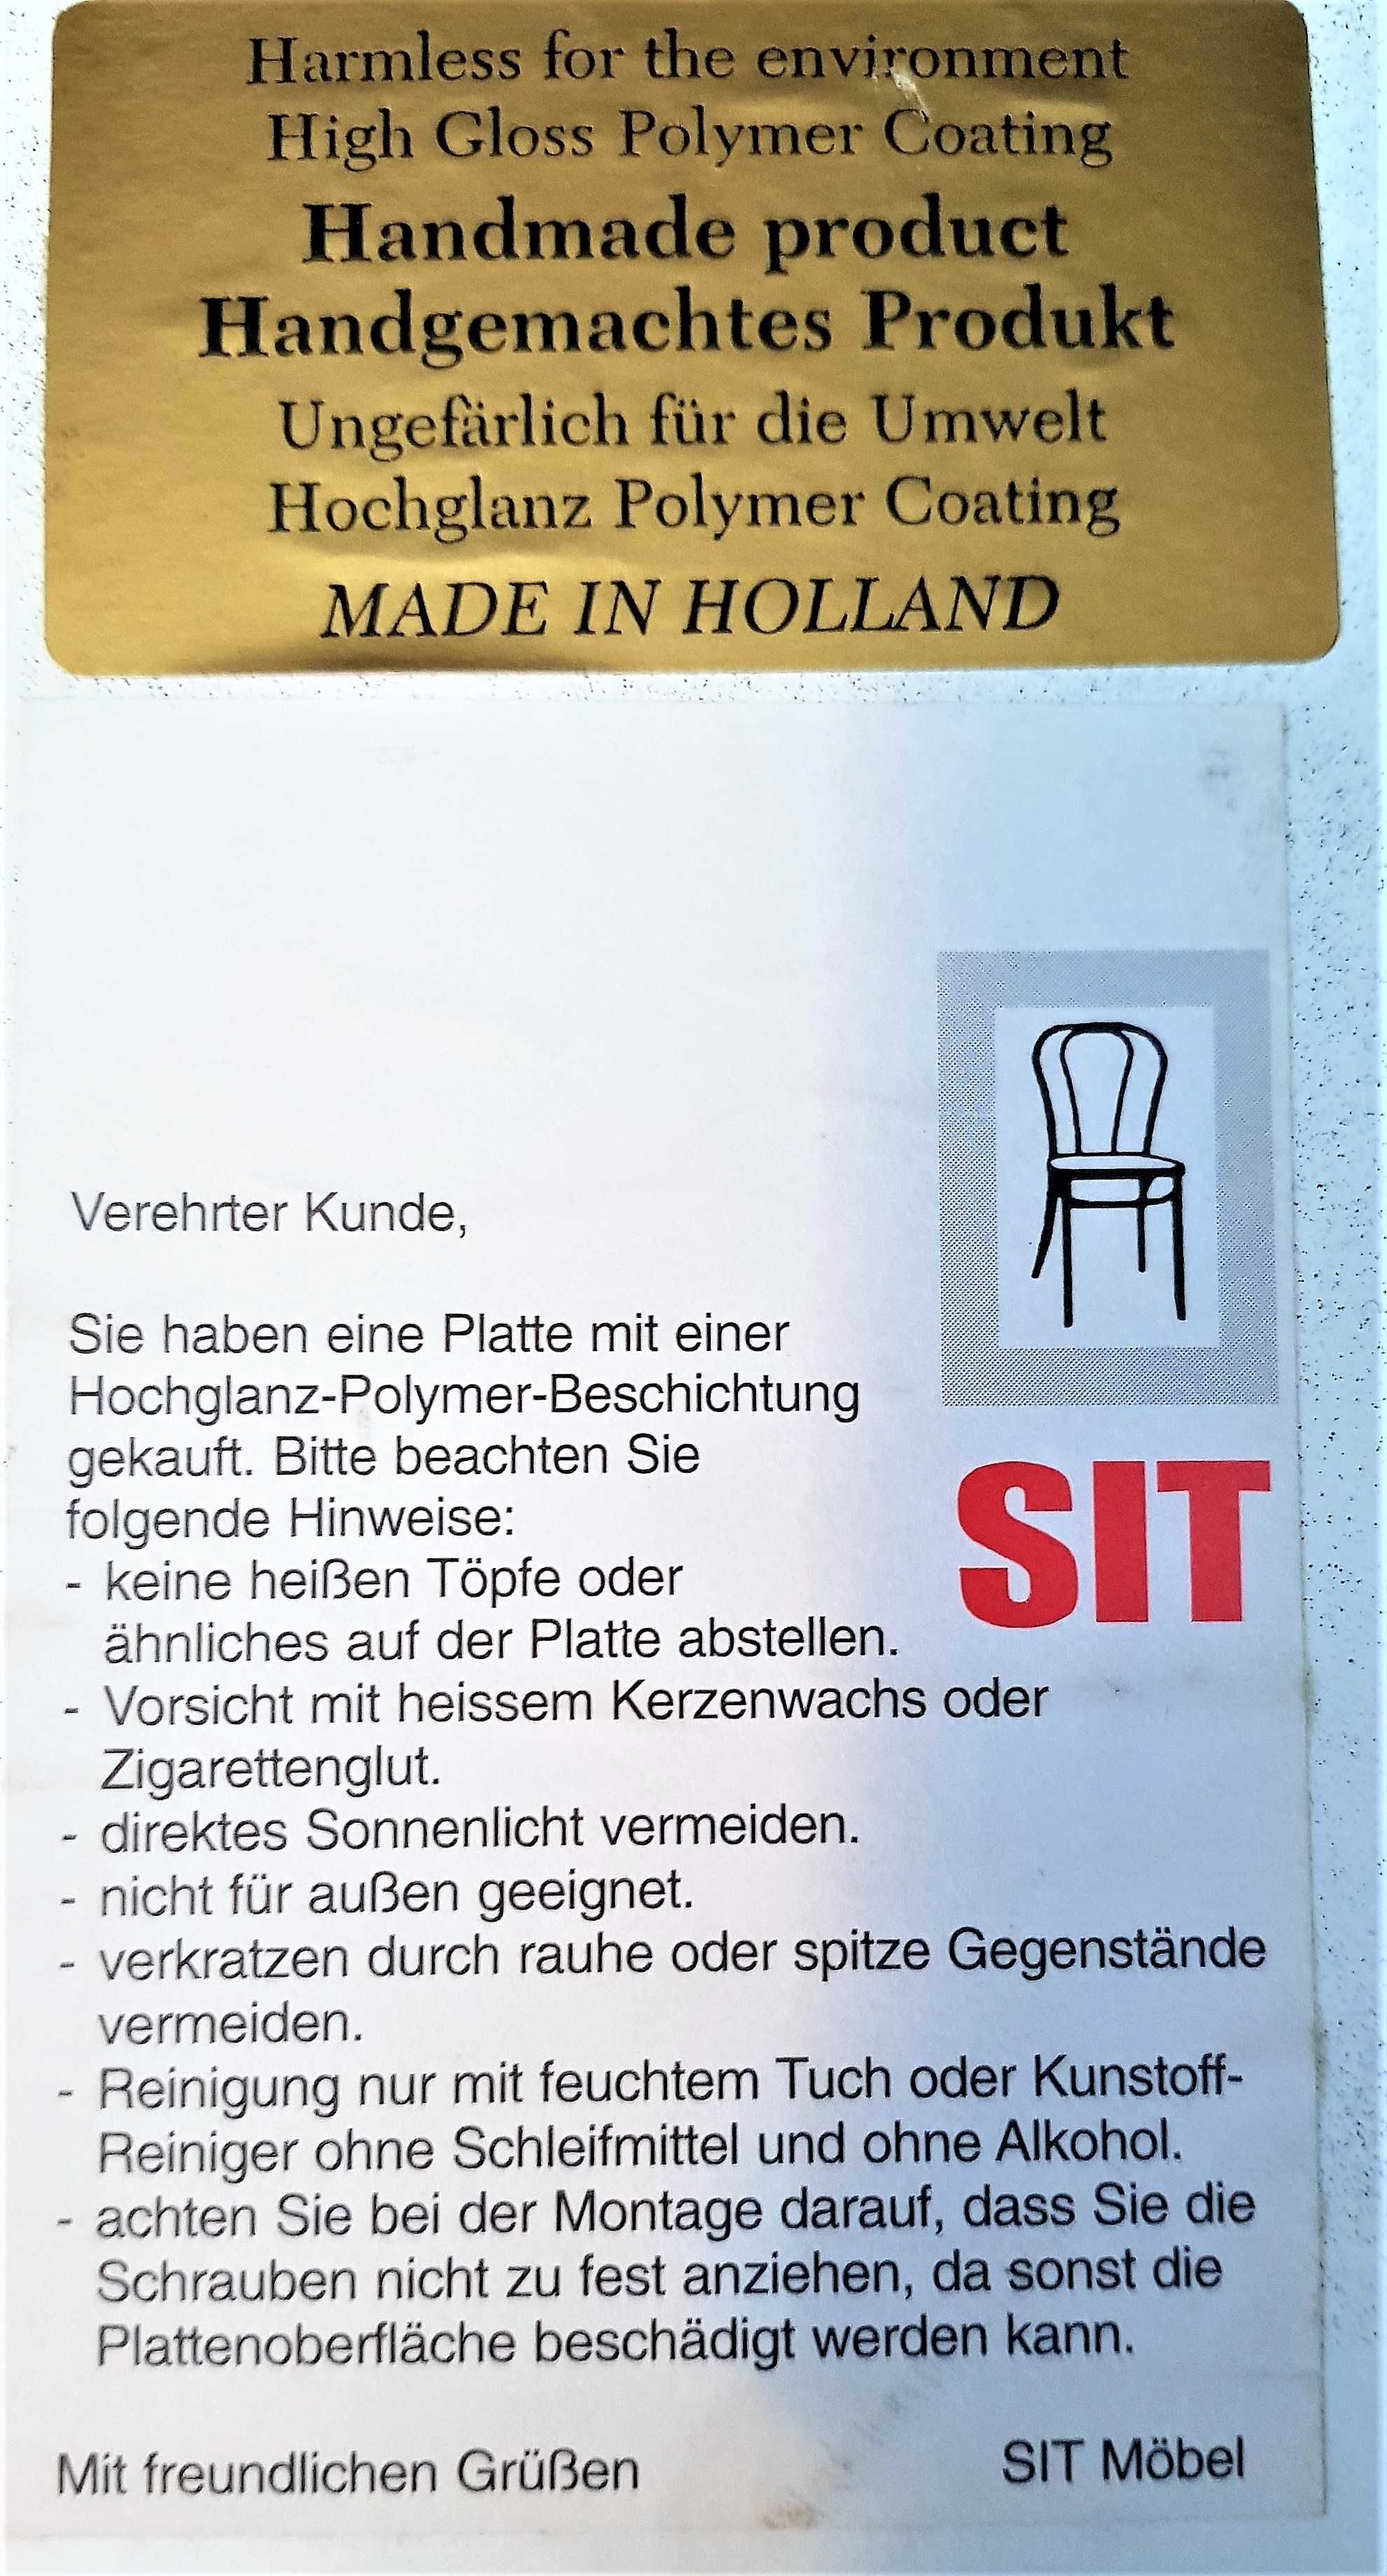 Harmless for the environment
High Gloss Polymer Coating
Handmade product
Handgemachtes Produkt
Ungefärlich für die Umwelt
Hochglanz Polymer Coating
MADE IN HOLLAND
SIT
Verehrter Kunde,
Sie haben eine Platte mit einer
Hochglanz-Polymer-Beschichtung
gekauft. Bitte beachten Sie
folgende Hinweise:
- keine heißen Töpfe oder
ähnliches auf der Platte abstellen.
- Vorsicht mit heissem Kerzenwachs oder
Zigarettenglut.
- direktes Sonnenlicht vermeiden.
- nicht für außen geeignet.
- verkratzen durch rauhe oder spitze Gegenstände
vermeiden.
- Reinigung nur mit feuchtem Tuch oder Kunstoff-
Reiniger ohne Schleifmittel und ohne Alkohol.
- achten Sie bei der Montage darauf, dass Sie die
Schrauben nicht zu fest anziehen, da sonst die
Plattenoberfläche beschädigt werden kann.
Mit freundlichen Grüßen SIT Möbel